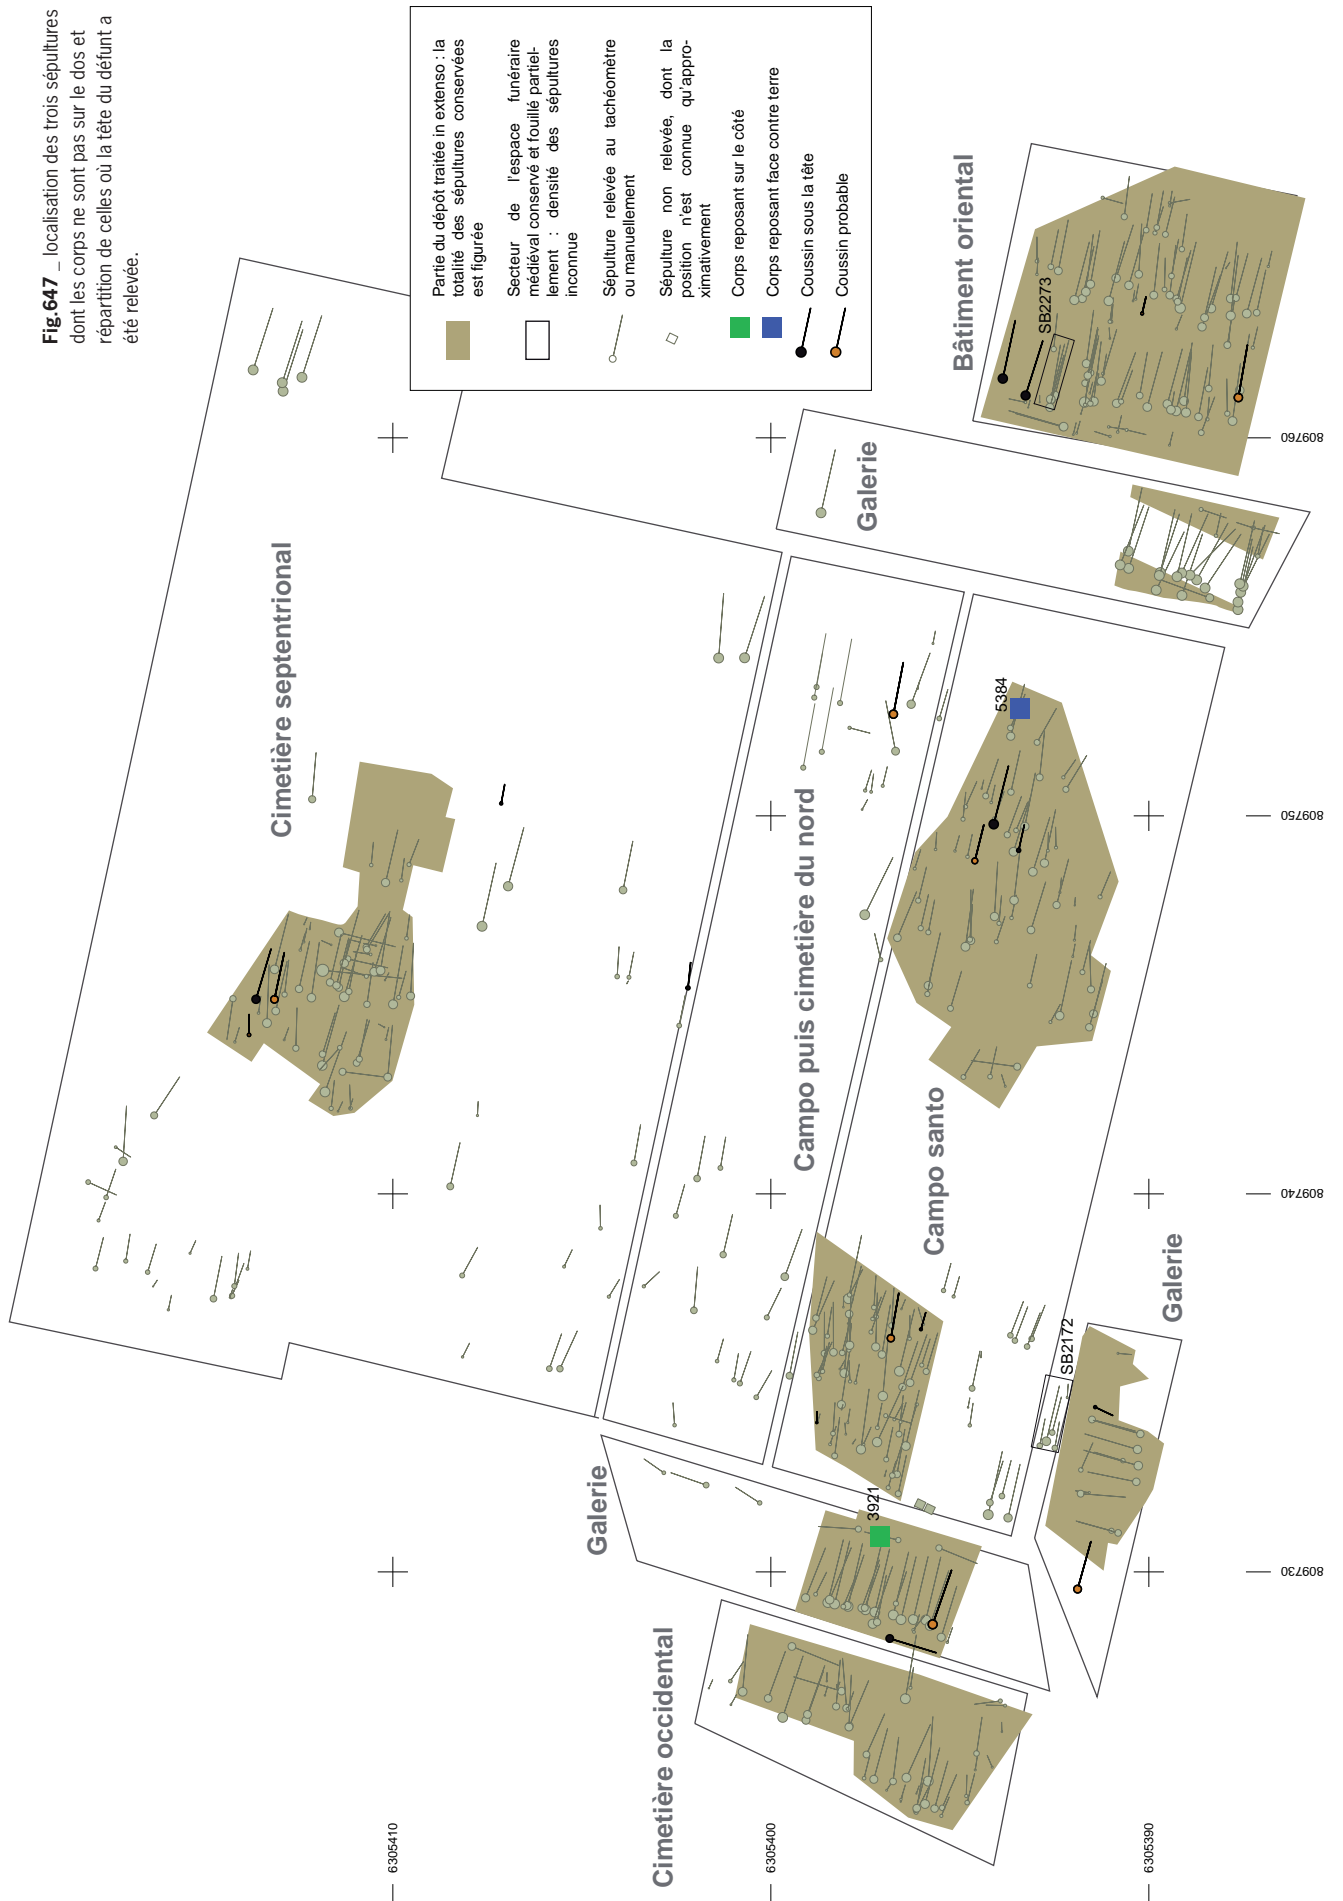 Fig.647 _ localisation des trois sépultures
dont les corps ne sont pas sur le dos et
répartition de celles où la tête du défunt a
été relevée.
Partie du dépôt traitée in extenso : la
totalité des sépultures conservées
est figurée
Secteur de l'espace funéraire
médiéval conservé et fouillé partiel-
lement : densité des sépultures
inconnue
Sépulture relevée au tachéomètre
ou manuellement
Sépulture non relevée, dont la
position n'est connue qu'appro-
ximativement
Corps reposant sur le côté
Corps reposant face contre terre
Coussin sous la tête
Coussin probable
Cimetière septentrional
Bâtiment oriental
SB2273
Galerie
Campo puis cimetière du nord
5384
Campo santo
Galerie
SB2172
Galerie
3921
Cimetière occidental
6305410
6305400
6305390
809760
809750
809740
809730